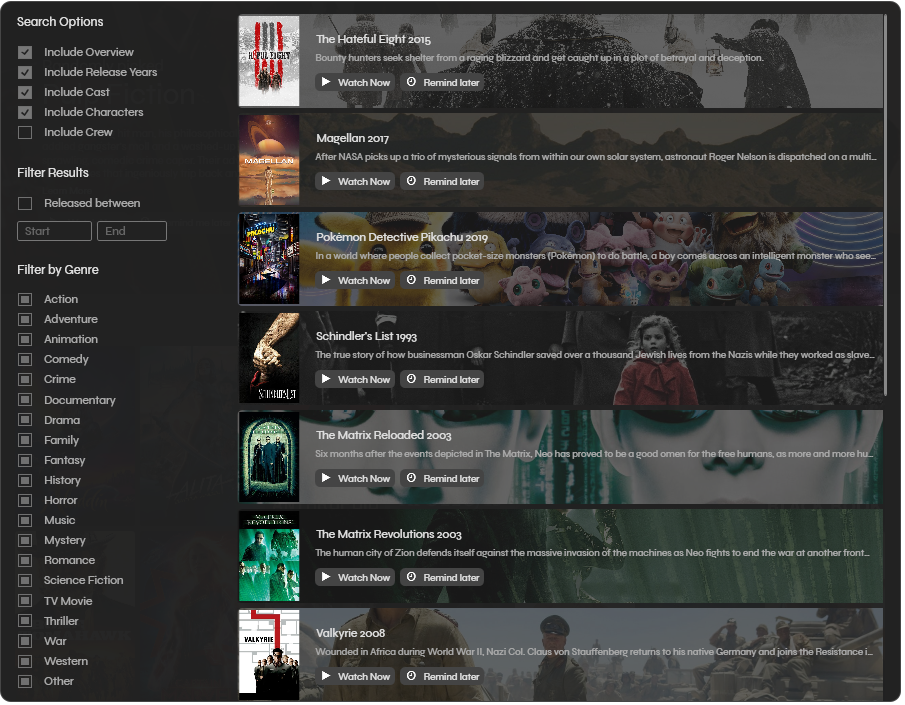 Search Options
Include Overview
Include Release Years
Include Cast
Include Characters
Include Crew
Filter Results
Released between
Start End
Filter by Genre
Action
Adventure
Animation
Comedy
Crime
Documentary
Drama
Family
Fantasy
History
Horror
Music
Mystery
Romance
Science Fiction
TV Movie
Thriller
War
Western
Other
The Hateful Eight 2015
Bounty hunters seek shelter from a raging blizzard and get caught up in a plot of betrayal and deception.
Watch Now Remind later
MAGELLAN
Magellan 2017
After NASA picks up a trio of mysterious signals from within our own solar system, astronaut Roger Nelson is dispatched on a multi...
Watch Now Remind later
PIKACHU
Pokémon Detective Pikachu 2019
In a world where people collect pocket-size monsters (Pokémon) to do battle, a boy comes across an intelligent monster who see...
Watch Now Remind later
SCHINDLER'S LIST
Schindler's List 1993
The true story of how businessman Oskar Schindler saved over a thousand Jewish lives from the Nazis while they worked as slave...
Watch Now Remind later
The Matrix Reloaded 2003
Six months after the events depicted in The Matrix, Neo has proved to be a good omen for the free humans, as more and more hu...
Watch Now Remind later
MATRIX
REVOLUTIONS
The Matrix Revolutions 2003
The human city of Zion defends itself against the massive invasion of the machines as Neo fights to end the war at another front...
Watch Now Remind later
VALKYRIE
Valkyrie 2008
Wounded in Africa during World War II, Nazi Col. Claus von Stauffenberg returns to his native Germany and joins the Resistance i...
Watch Now Remind later